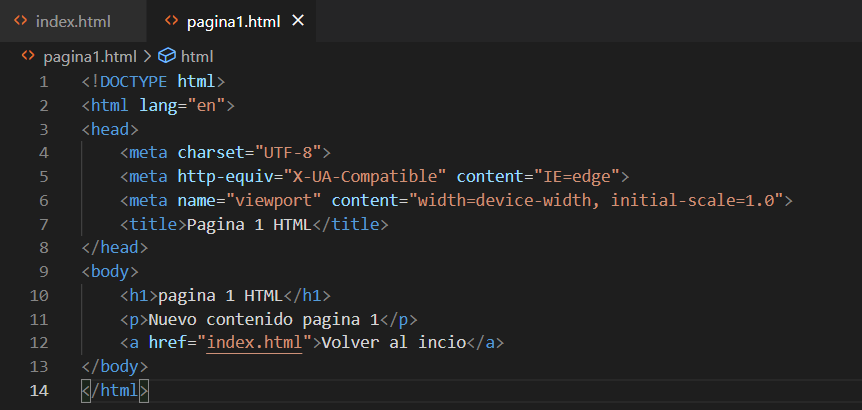 index.html pagina1.html
pagina1.html html
1 <!DOCTYPE html>
2 <html lang="en">
3 <head>
4 <meta charset="UTF-8">
5 <meta http-equiv="X-UA-Compatible" content="IE=edge">
6 <meta name="viewport" content="width=device-width, initial-scale=1.0">
7 <title>Pagina 1 HTML</title>
8 </head>
9 <body>
10 <h1>pagina 1 HTML</h1>
11 <p>Nuevo contenido pagina 1</p>
12 <a href="index.html">Volver al incio</a>
13 </body>
14 </html>